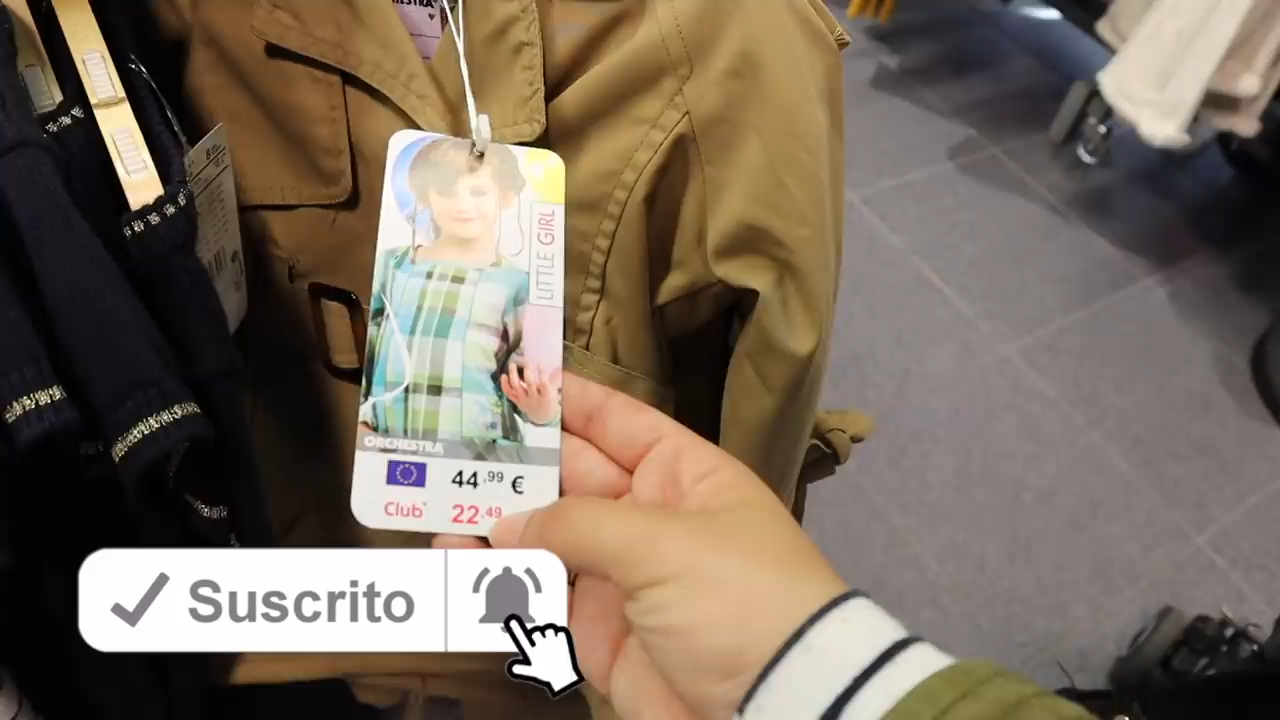 LITTLE GIRL
ORCHESTRA
44,99 €
Club*
22,49
Suscrito